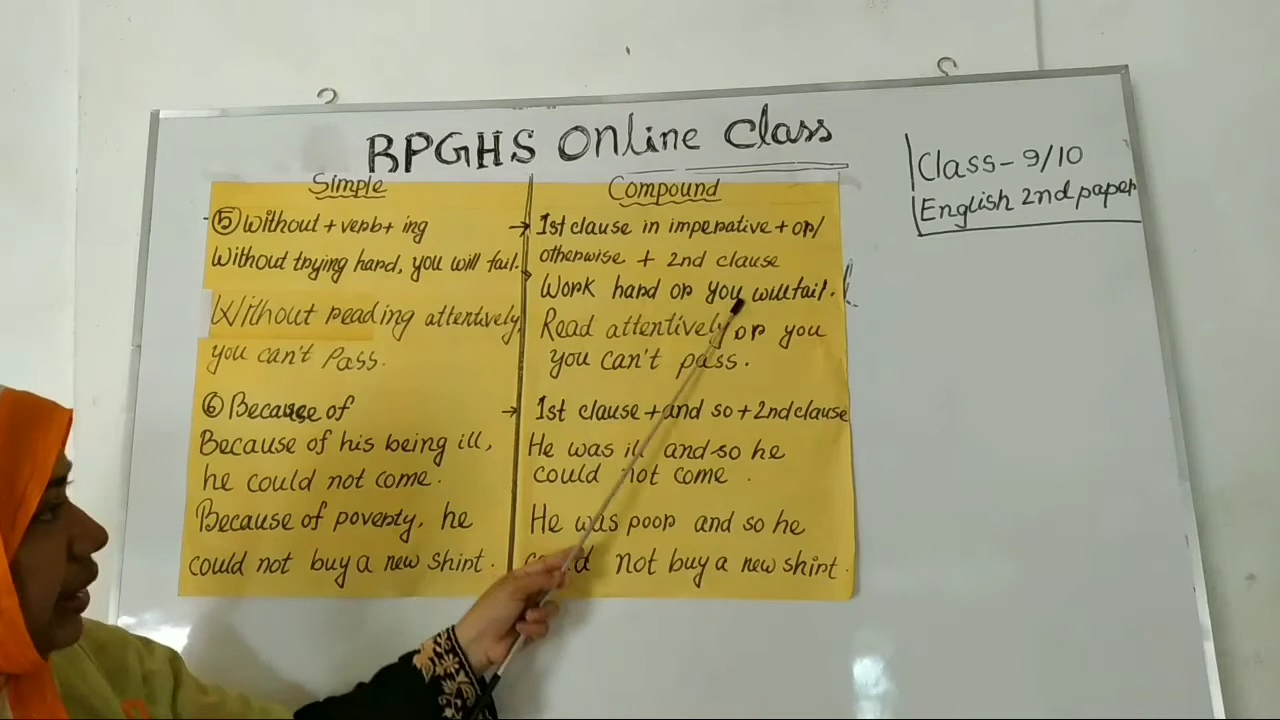 BPGHS Online Class
Class-9/10
English 2nd paper
Simple
⑤ Without + verb + ing
Without trying hard, you will fail.
Without reading attentively,
you can't Pass.
⑥ Because of
Because of his being ill,
he could not come.
Because of poverty, he
could not buy a new shirt.
Compound
→ 1st clause in imperative + or/
otherwise + 2nd clause
Work hard or you will fail.
Read attentively or you
you can't pass.
→ 1st clause + and so + 2nd clause
He was ill and so he
could not come.
He was poor and so he
could not buy a new shirt.